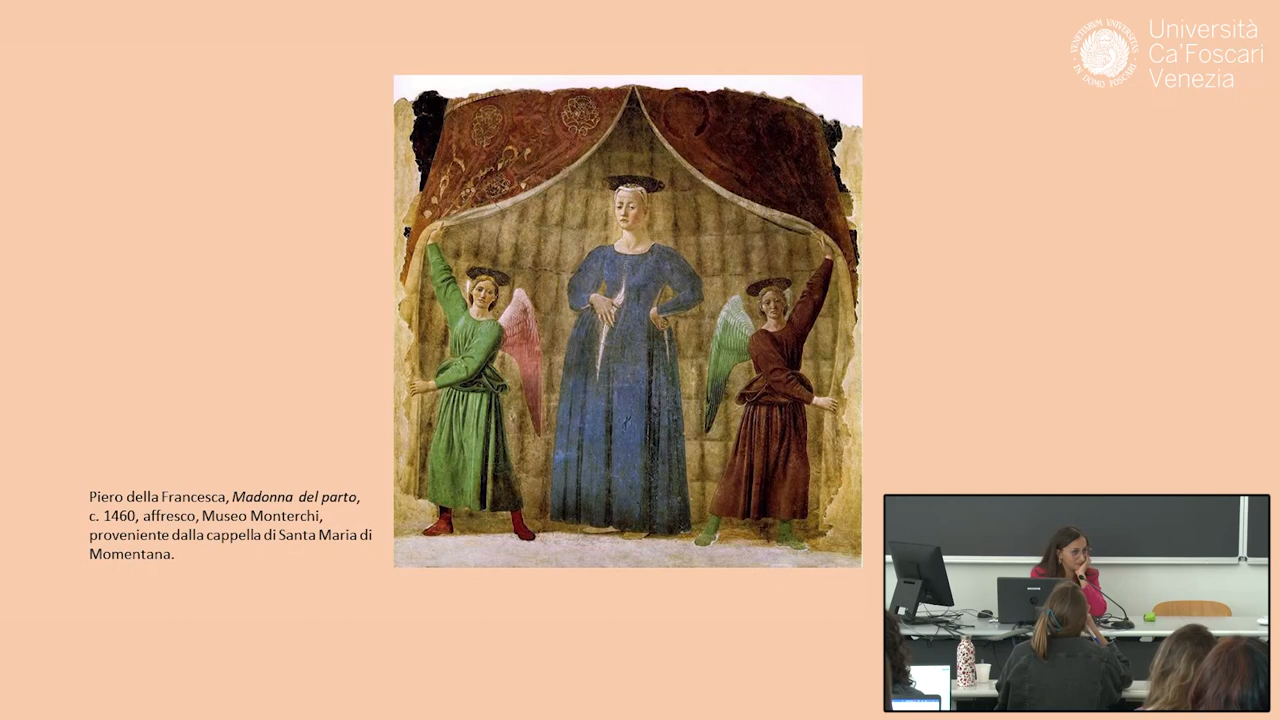 Università
Ca'Foscari
Venezia
Piero della Francesca, Madonna del parto,
c. 1460, affresco, Museo Monterchi,
proveniente dalla cappella di Santa Maria di
Momentana.